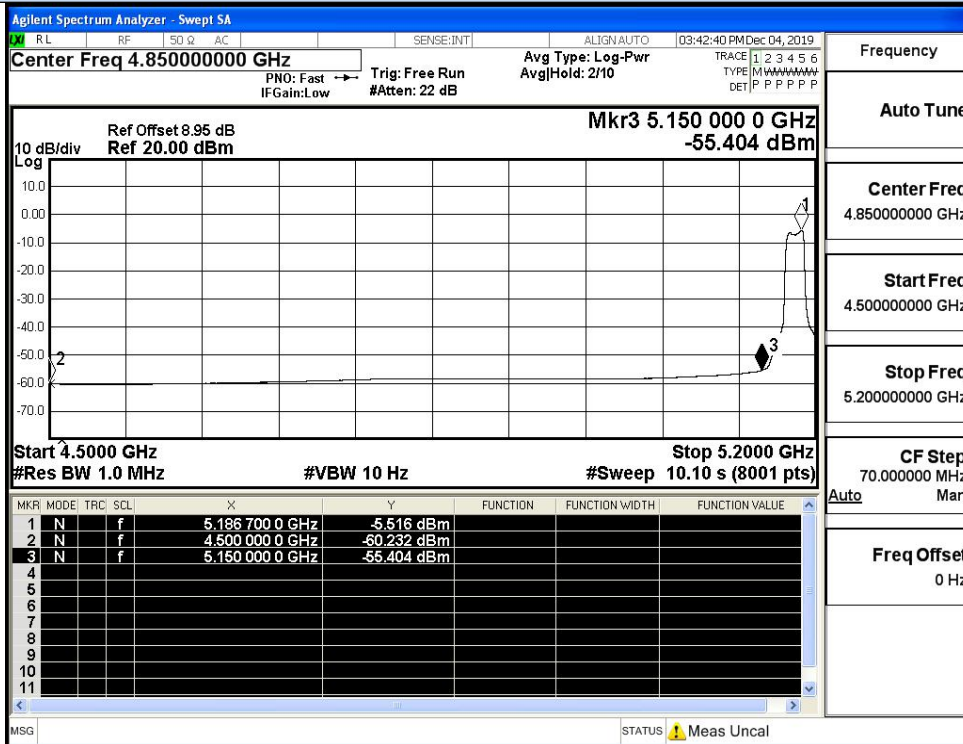 Agilent Spectrum Analyzer - Swept SA
LXI RL RF 50 Ω AC SENSE:INT ALIGNAUTO 03:42:40 PMDec 04, 2019
Center Freq 4.850000000 GHz
PNO: Fast Trig: Free Run
IFGain:Low #Atten: 22 dB
Avg Type: Log-Pwr
Avg|Hold: 2/10
TRACE 1 2 3 4 5 6
TYPE M WWWWW
DET P P P P P P
Mkr3 5.150 000 0 GHz
-55.404 dBm
Ref Offset 8.95 dB
10 dB/div Ref 20.00 dBm
Log
10.0
0.00
-10.0
-20.0
-30.0
-40.0
-50.0
-60.0
-70.0
1
2
3
Start 4.5000 GHz Stop 5.2000 GHz
#Res BW 1.0 MHz #VBW 10 Hz #Sweep 10.10 s (8001 pts)
MKR MODE TRC SCL X Y FUNCTION FUNCTION WIDTH FUNCTION VALUE
1 N f 5.186 700 0 GHz -5.516 dBm
2 N f 4.500 000 0 GHz -60.232 dBm
3 N f 5.150 000 0 GHz -55.404 dBm
4
5
6
7
8
9
10
11
MSG STATUS Meas Uncal
Frequency
Auto Tune
Center Freq
4.850000000 GHz
Start Freq
4.500000000 GHz
Stop Freq
5.200000000 GHz
CF Step
70.000000 MHz
Auto Man
Freq Offset
0 Hz